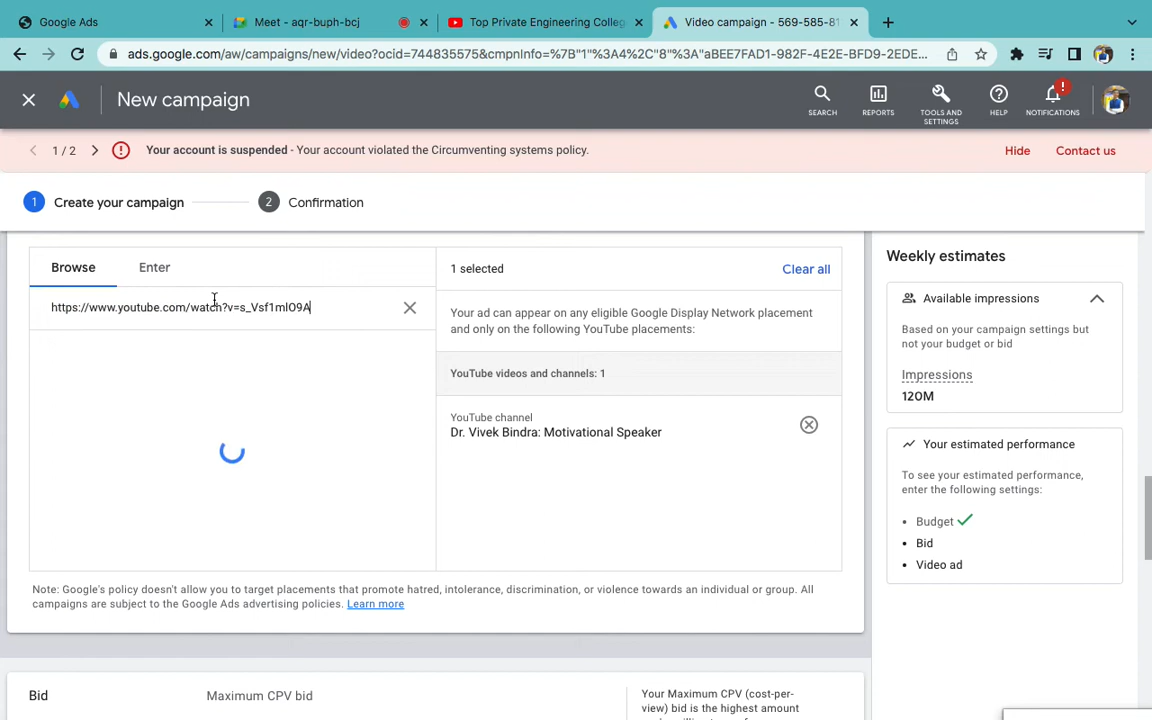 Google Ads
Meet - aqr-buph-bcj
Top Private Engineering Colleg
Video campaign - 569-585-81
ads.google.com/aw/campaigns/new/video?ocid=744835575&cmpnInfo=%7B"1"%3A4%2C"8"%3A"aBEE7FAD1-982F-4E2E-BFD9-2EDE...
New campaign
SEARCH
REPORTS
TOOLS AND
SETTINGS
HELP
NOTIFICATIONS
!
1 / 2
Your account is suspended - Your account violated the Circumventing systems policy.
Hide
Contact us
1 Create your campaign
2 Confirmation
Browse
Enter
https://www.youtube.com/watch?v=s_Vsf1mlO9A
1 selected
Clear all
Your ad can appear on any eligible Google Display Network placement
and only on the following YouTube placements:
YouTube videos and channels: 1
YouTube channel
Dr. Vivek Bindra: Motivational Speaker
Note: Google's policy doesn't allow you to target placements that promote hatred, intolerance, discrimination, or violence towards an individual or group. All
campaigns are subject to the Google Ads advertising policies. Learn more
Bid
Maximum CPV bid
Your Maximum CPV (cost-per-
view) bid is the highest amount
Weekly estimates
Available impressions
Based on your campaign settings but
not your budget or bid
Impressions
120M
Your estimated performance
To see your estimated performance,
enter the following settings:
• Budget
• Bid
• Video ad